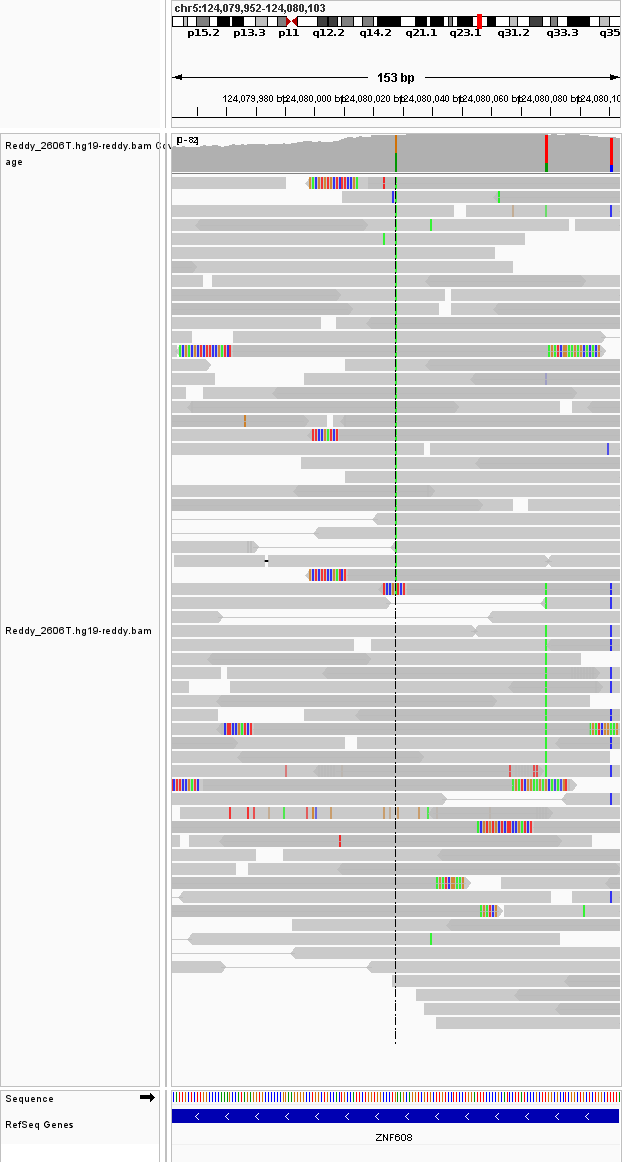 chr5:124,079,952-124,080,103
p15.2 p13.3 p11 q12.2 q14.2 q21.1 q23.1 q31.2 q33.3 q35
153 bp
124,079,980 bp 124,080,000 bp 124,080,020 bp 124,080,040 bp 124,080,060 bp 124,080,080 bp 124,080,10
Reddy_2606T.hg19-reddy.bam Cov
age
[0 - 82]
Reddy_2606T.hg19-reddy.bam
Sequence
RefSeq Genes
ZNF608